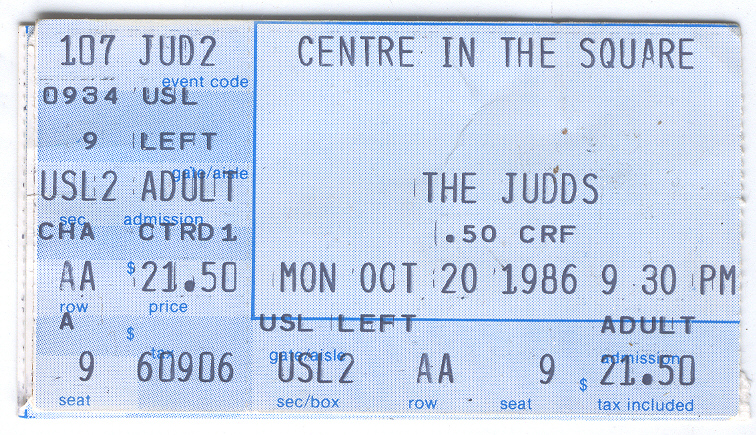 107 JUD2
event code
0934 USL
9 LEFT
gate/aisle
USL2 ADULT
sec admission
CHA CTRD1
AA $21.50
row price
A $
tax
9 60906
seat
CENTRE IN THE SQUARE
THE JUDDS
.50 CRF
MON OCT 20 1986 9 30 PM
USL LEFT ADULT
gate/aisle admission
USL2 AA 9 $21.50
sec/box row seat tax included